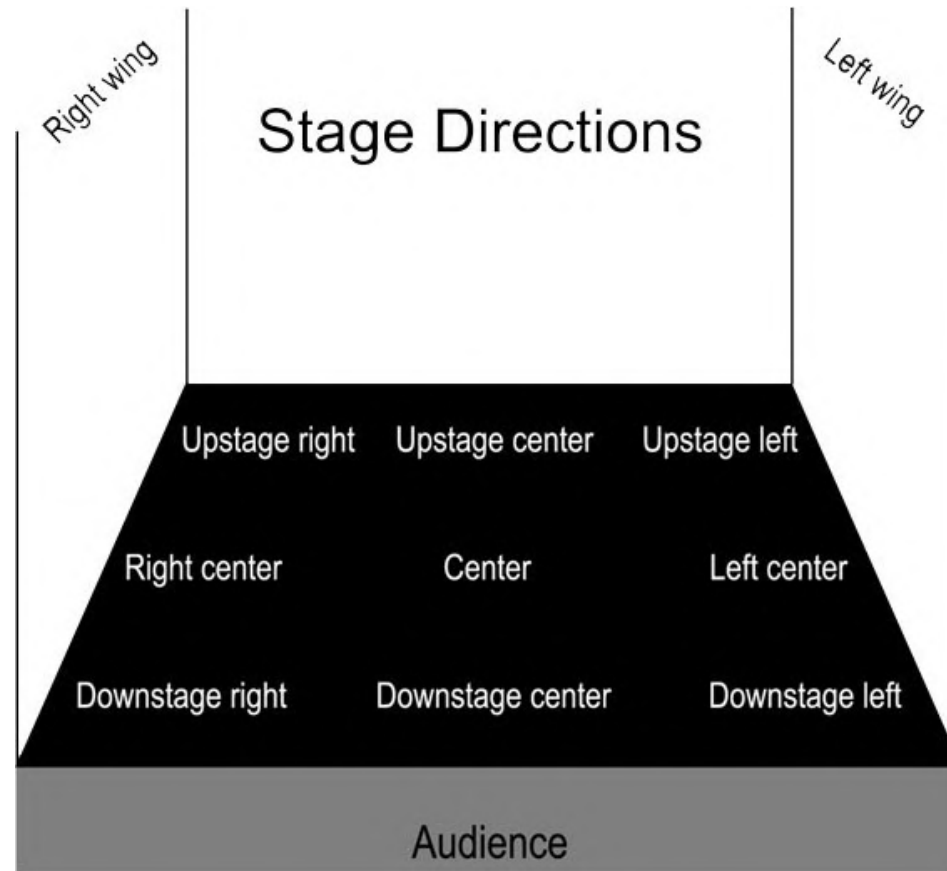 Right wing
Left wing
Stage Directions
Upstage right Upstage center Upstage left
Right center Center Left center
Downstage right Downstage center Downstage left
Audience